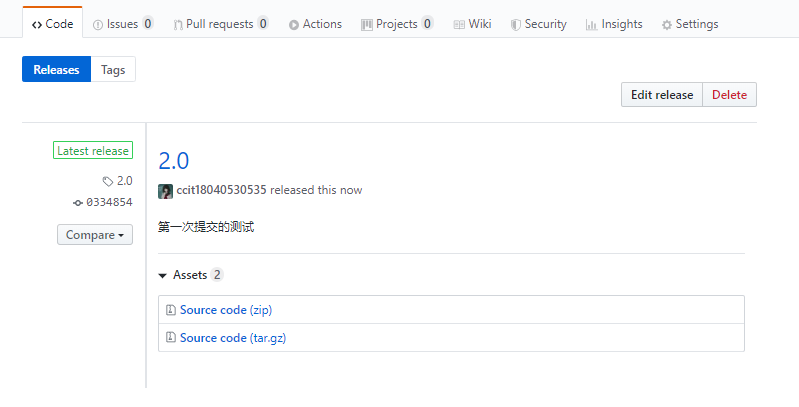 Code Issues 0 Pull requests 0 Actions Projects 0 Wiki Security Insights Settings
Releases Tags
Edit release Delete
Latest release
2.0
0334854
Compare
2.0
ccit18040530535 released this now
第一次提交的测试
Assets 2
Source code (zip)
Source code (tar.gz)